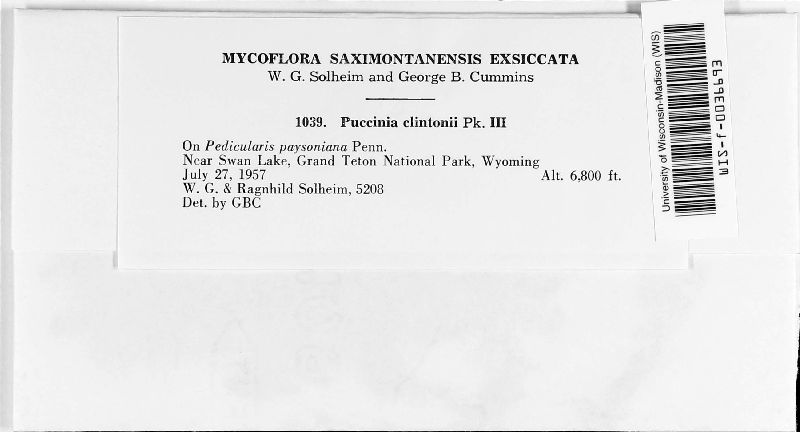 MYCOFLORA SAXIMONTANENSIS EXSICCATA
W. G. Solheim and George B. Cummins
1039. Puccinia clintonii Pk. III
On Pedicularis paysoniana Penn.
Near Swan Lake, Grand Teton National Park, Wyoming
July 27, 1957 Alt. 6,800 ft.
W. G. & Ragnhild Solheim, 5208
Det. by GBC
University of Wisconsin-Madison (WIS)
WIS-f-0039693